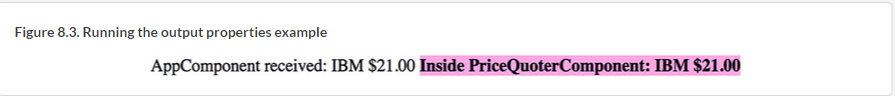 Figure 8.3. Running the output properties example
AppComponent received: IBM $21.00 Inside PriceQuoterComponent: IBM $21.00